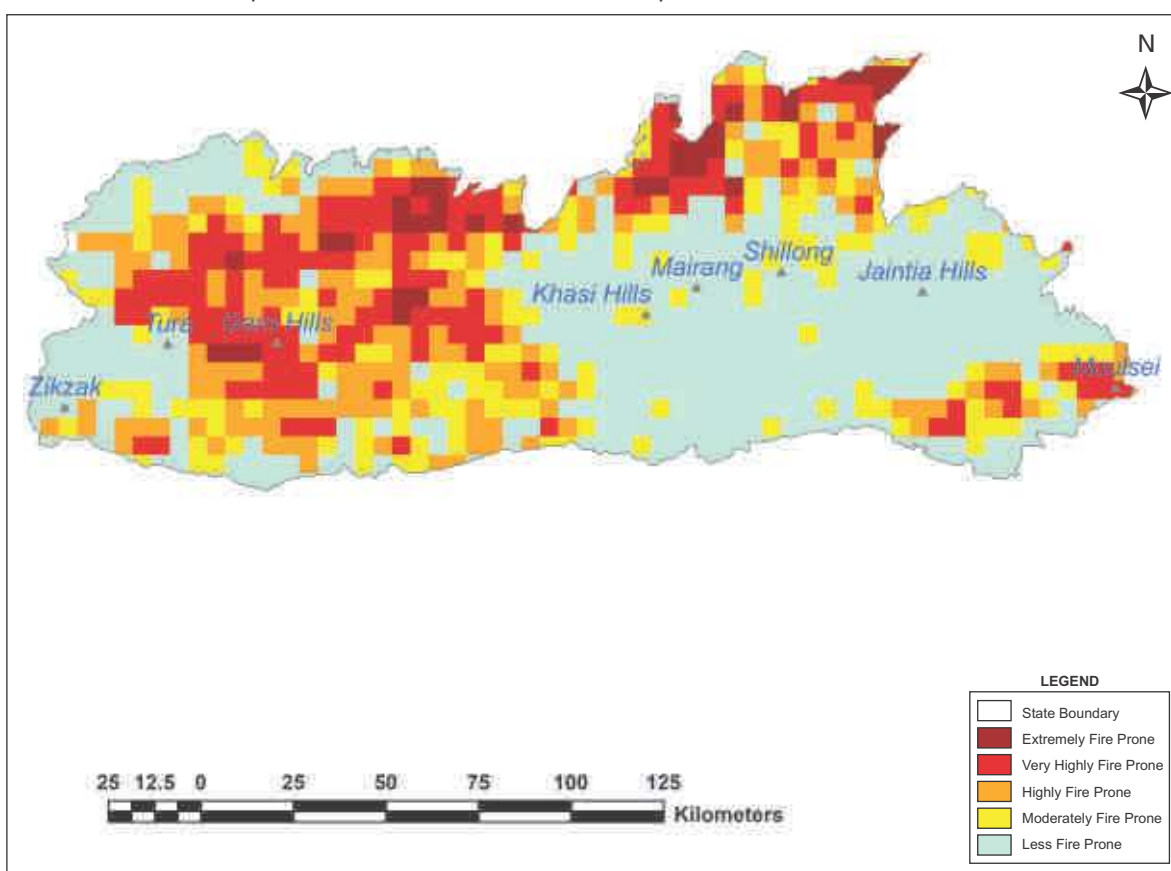 N
Shillong
Mairang
Jaintia Hills
Khasi Hills
Tura
Hills
Zikzak
LEGEND
State Boundary
Extremely Fire Prone
Very Highly Fire Prone
Highly Fire Prone
Moderately Fire Prone
Less Fire Prone
25 12.5 0 25 50 75 100 125
Kilometers